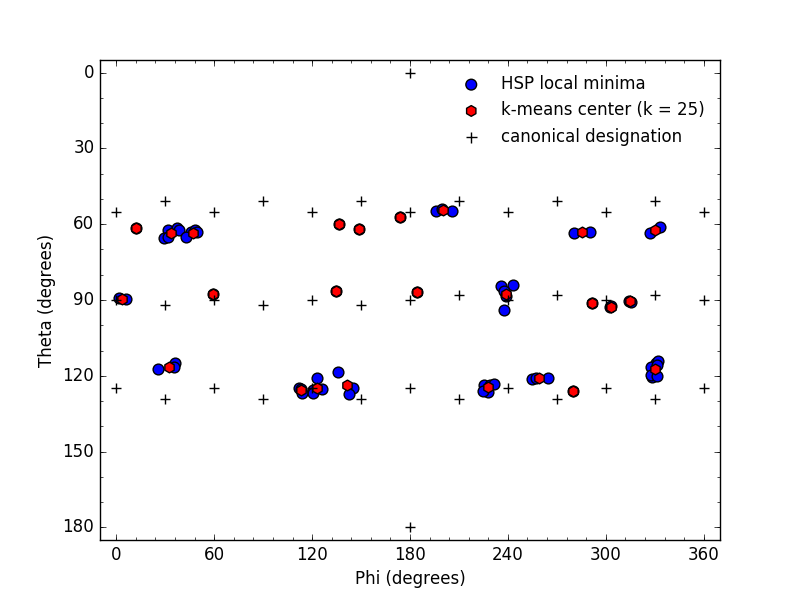 HSP local minima
k-means center (k = 25)
canonical designation
0
30
60
90
120
150
180
Theta (degrees)
0
60
120
180
240
300
360
Phi (degrees)